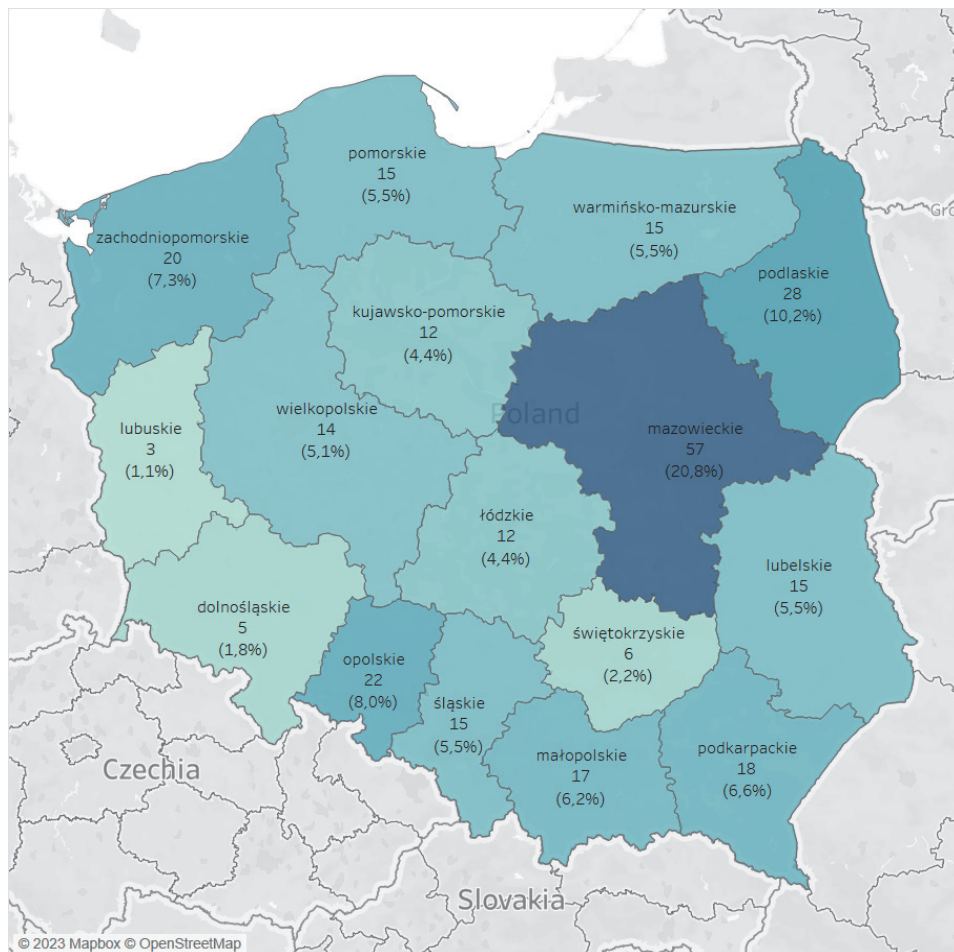 pomorskie
15
(5,5%)
warmińsko-mazurskie
15
(5,5%)
zachodniopomorskie
20
(7,3%)
podlaskie
28
(10,2%)
kujawsko-pomorskie
12
(4,4%)
Poland
wielkopolskie
14
(5,1%)
mazowieckie
57
(20,8%)
lubuskie
3
(1,1%)
łódzkie
12
(4,4%)
lubelskie
15
(5,5%)
dolnośląskie
5
(1,8%)
świętokrzyskie
6
(2,2%)
opolskie
22
(8,0%)
śląskie
15
(5,5%)
małopolskie
17
(6,2%)
podkarpackie
18
(6,6%)
Czechia
Slovakia
Gro
© 2023 Mapbox © OpenStreetMap